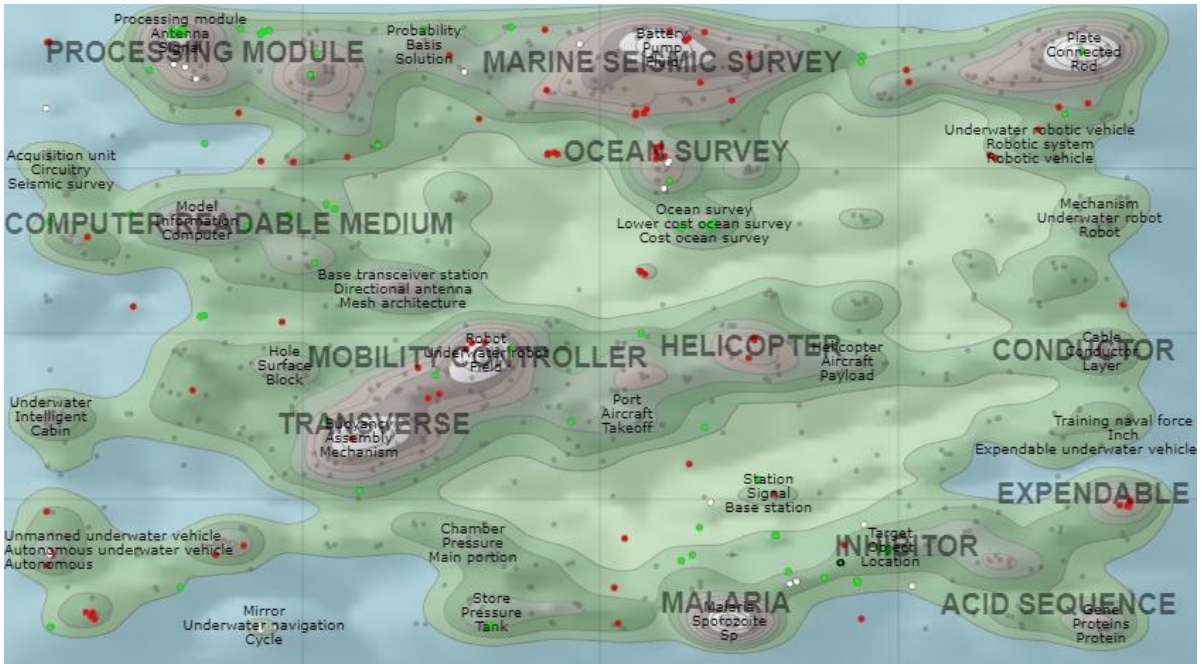 Processing module
Antenna
Signal
PROCESSING MODULE
Probability
Basis
Solution
Battery
Pump
Fluid
MARINE SEISMIC SURVEY
Plate
Connected
Rod
Acquisition unit
Circuitry
Seismic survey
OCEAN SURVEY
Underwater robotic vehicle
Robotic system
Robotic vehicle
COMPUTER READABLE MEDIUM
Model
Information
Computer
Ocean survey
Lower cost ocean survey
Cost ocean survey
Mechanism
Underwater robot
Robot
Base transceiver station
Directional antenna
Mesh architecture
Hole
Surface
Block
MOBILITY CONTROLLER
Robot
Underwater robot
Field
HELICOPTER
Helicopter
Aircraft
Payload
CONDUCTOR
Cable
Conductor
Layer
Underwater
Intelligent
Cabin
TRANSVERSE
Buoyancy
Assembly
Mechanism
Port
Aircraft
Takeoff
Training naval force
Inch
Expendable underwater vehicle
Station
Signal
Base station
EXPENDABLE
Unmanned underwater vehicle
Autonomous underwater vehicle
Autonomous
Chamber
Pressure
Main portion
INHIBITOR
Target
Object
Location
Mirror
Underwater navigation
Cycle
Store
Pressure
Tank
MALARIA
Malaria
Sporozoite
Sp
ACID SEQUENCE
Gene
Proteins
Protein